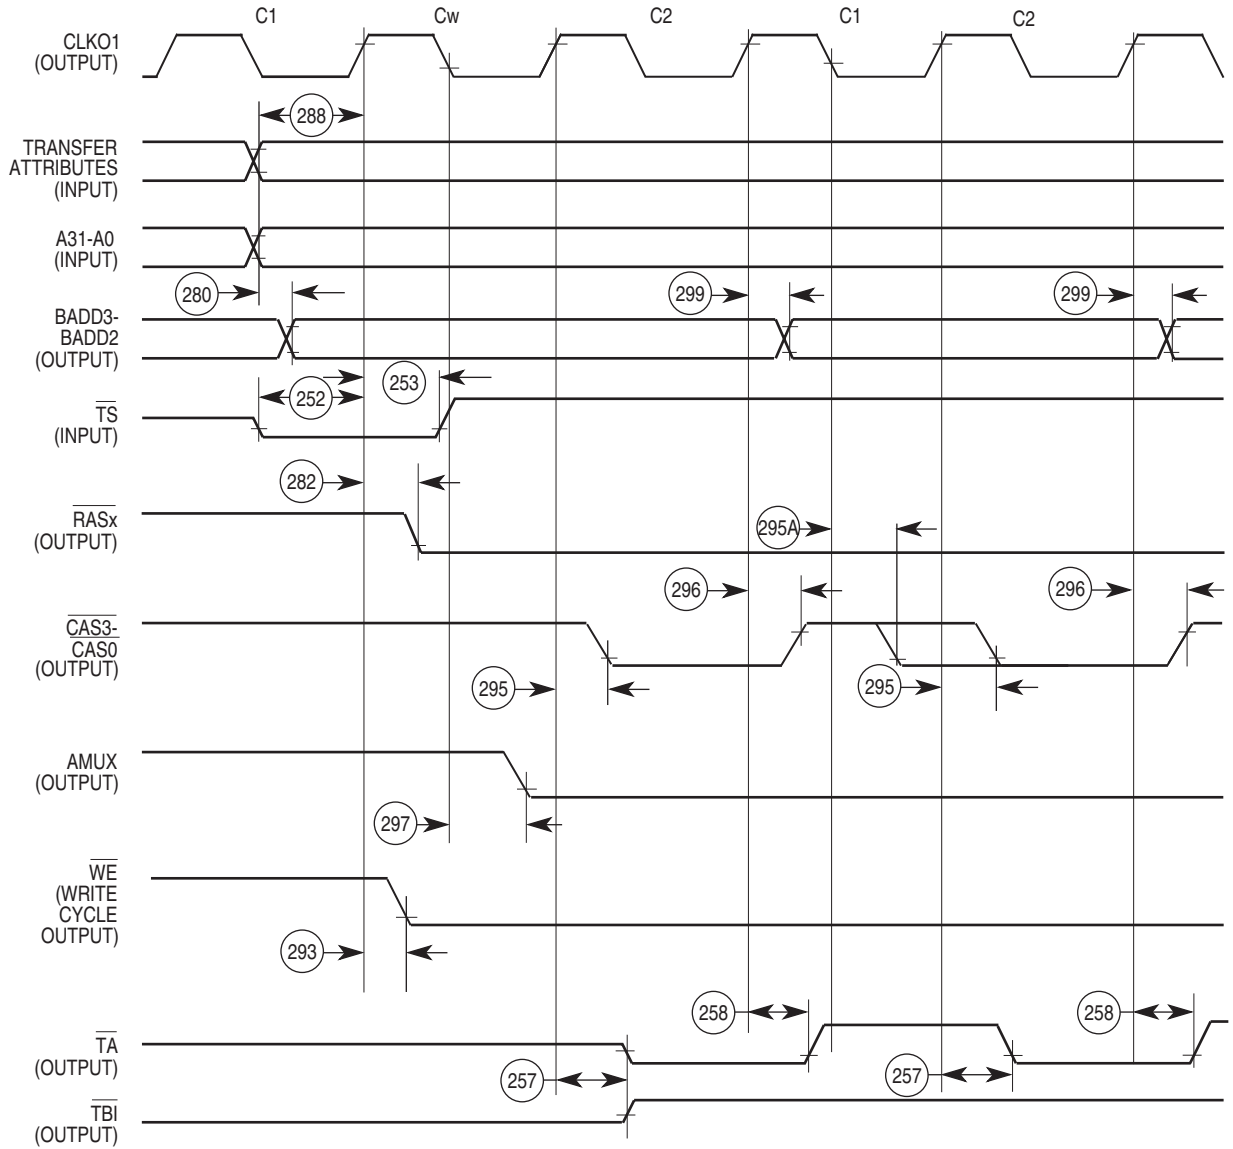 C1 Cw C2 C1 C2
CLKO1
(OUTPUT)
288
TRANSFER
ATTRIBUTES
(INPUT)
A31-A0
(INPUT)
280 299 299
BADD3-
BADD2
(OUTPUT)
253
252
TS
(INPUT)
282
RASx
(OUTPUT)
295A
296 296
CAS3-
CAS0
(OUTPUT)
295 295
AMUX
(OUTPUT)
297
WE
(WRITE
CYCLE
OUTPUT)
293
258 258
TA
(OUTPUT)
257 257
TBI
(OUTPUT)